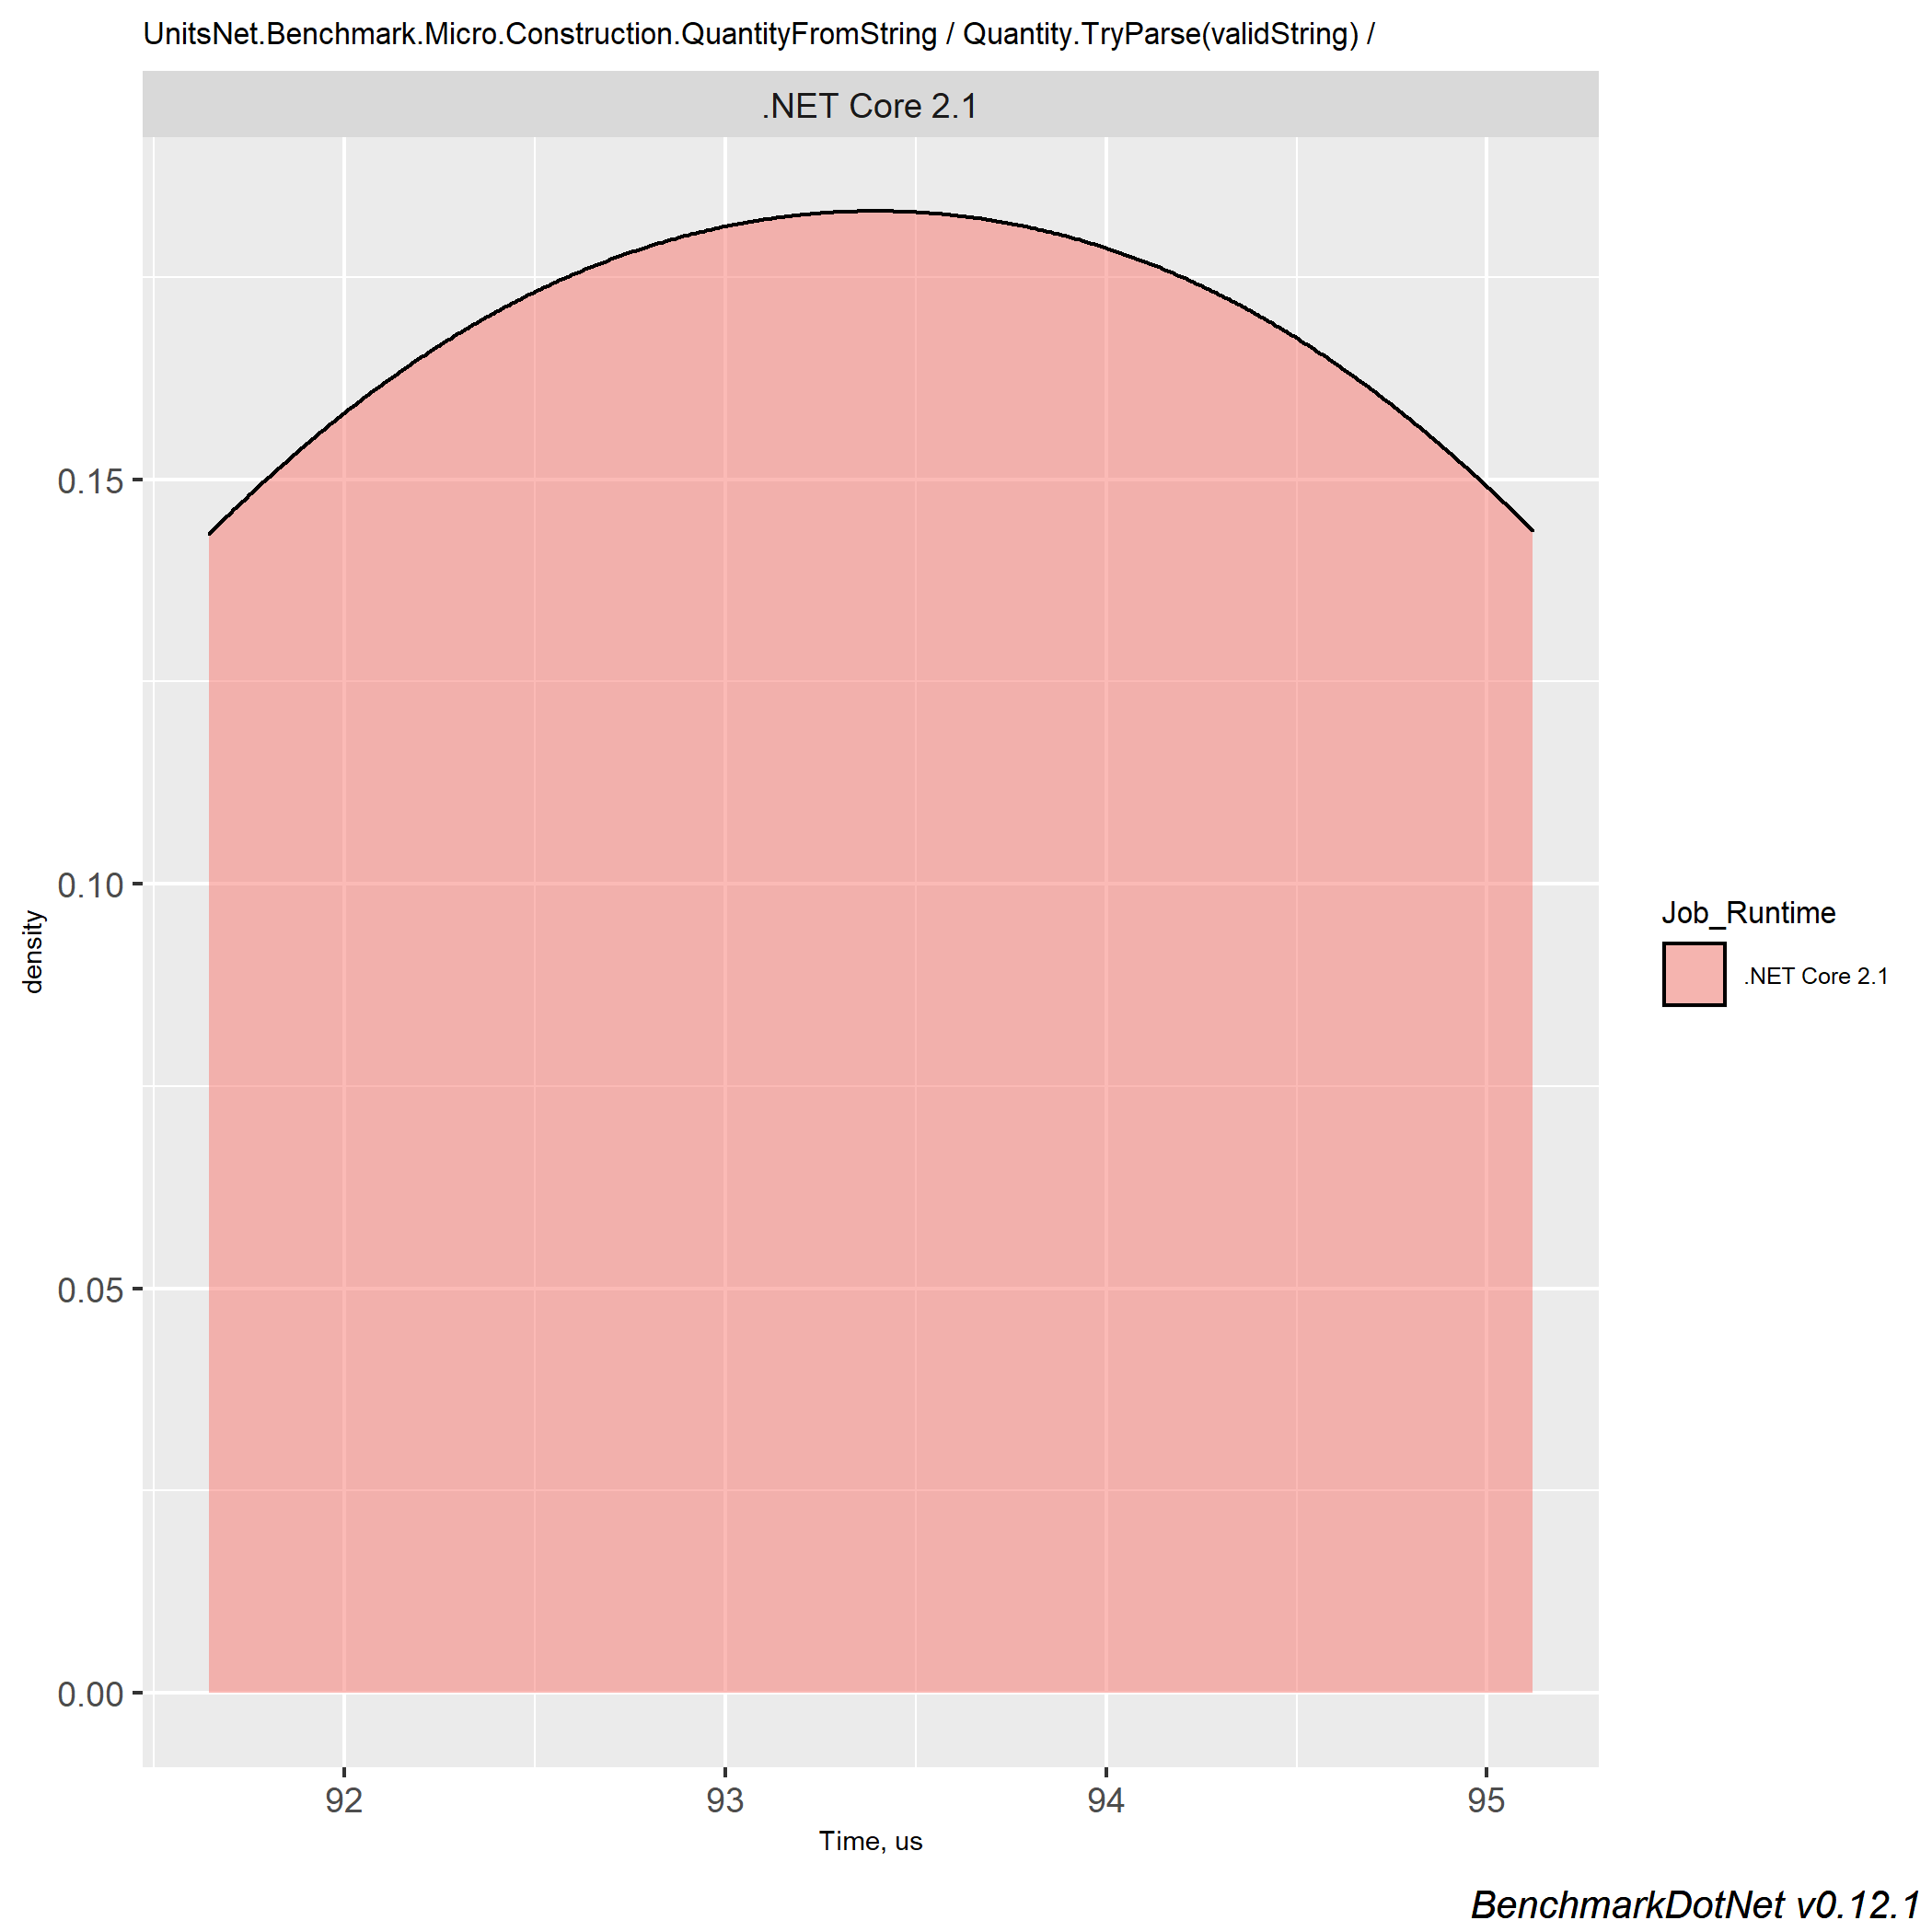 UnitsNet.Benchmark.Micro.Construction.QuantityFromString / Quantity.TryParse(validString) /
.NET Core 2.1
0.15
0.10
0.05
0.00
density
92 93 94 95
Time, us
Job_Runtime
.NET Core 2.1
BenchmarkDotNet v0.12.1